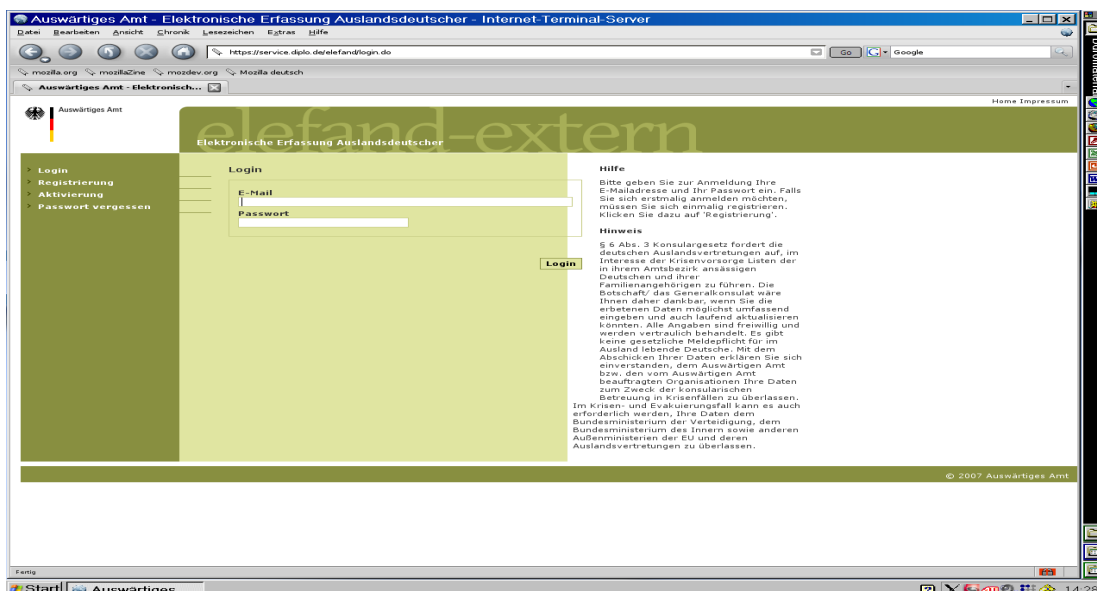 Auswärtiges Amt - Elektronische Erfassung Auslandsdeutscher - Internet-Terminal-Server
Datei Bearbeiten Ansicht Chronik Lesezeichen Extras Hilfe
https://service.diplo.de/elefand/login.do
Go
Google
mozilla.org mozillaZine mozdev.org Mozilla deutsch
Auswärtiges Amt - Elektronisch...
Home Impressum
Auswärtiges Amt
elefand-extern
Elektronische Erfassung Auslandsdeutscher
> Login
> Registrierung
> Aktivierung
> Passwort vergessen
Login
E-Mail
Passwort
Login
Hilfe
Bitte geben Sie zur Anmeldung Ihre
E-Mailadresse und Ihr Passwort ein. Falls
Sie sich erstmalig anmelden möchten,
müssen Sie sich einmalig registrieren.
Klicken Sie dazu auf 'Registrierung'.
Hinweis
§ 6 Abs. 3 Konsulargesetz fordert die
deutschen Auslandsvertretungen auf, im
Interesse der Krisenvorsorge Listen der
in ihrem Amtsbezirk ansässigen
Deutschen und ihrer
Familienangehörigen zu führen. Die
Botschaft/ das Generalkonsulat wäre
Ihnen daher dankbar, wenn Sie die
erbetenen Daten möglichst umfassend
eingeben und auch laufend aktualisieren
könnten. Alle Angaben sind freiwillig und
werden vertraulich behandelt. Es gibt
keine gesetzliche Meldepflicht für im
Ausland lebende Deutsche. Mit dem
Abschicken Ihrer Daten erklären Sie sich
einverstanden, dem Auswärtigen Amt
bzw. den vom Auswärtigen Amt
beauftragten Organisationen Ihre Daten
zum Zweck der konsularischen
Betreuung in Krisenfällen zu überlassen.
Im Krisen- und Evakuierungsfall kann es auch
erforderlich werden, Ihre Daten dem
Bundesministerium der Verteidigung, dem
Bundesministerium des Innern sowie anderen
Außenministerien der EU und deren
Auslandsvertretungen zu überlassen.
© 2007 Auswärtiges Amt
Fertig
Start
Auswärtiges
14:28